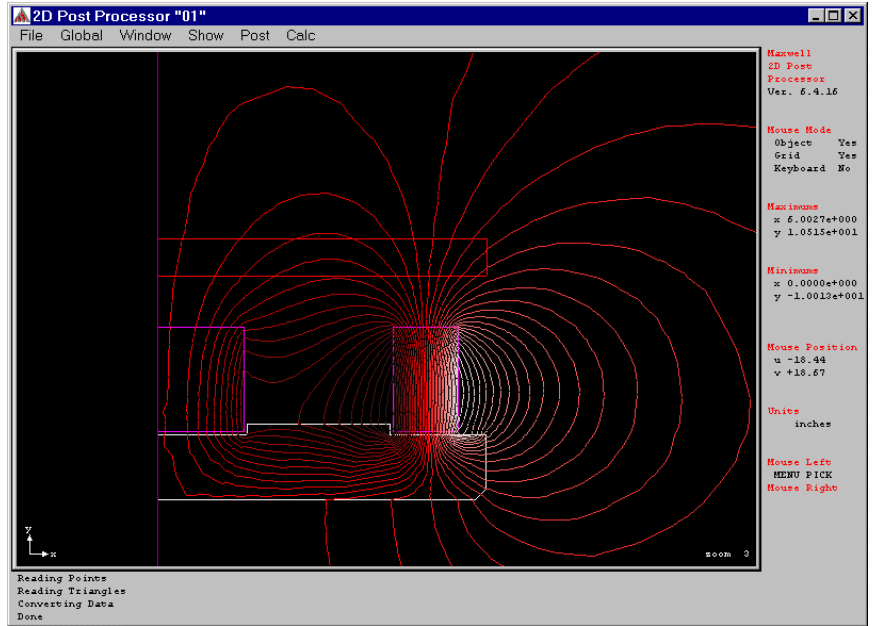 2D Post Processor "01"
File Global Window Show Post Calc
Maxwell
2D Post
Processor
Ver. 6.4.16
Mouse Mode
Object Yes
Grid Yes
Keyboard No
Maximums
x 6.0027e+000
y 1.0515e+001
Minimums
x 0.0000e+000
y -1.0013e+001
Mouse Position
u -18.44
v +18.67
Units
inches
Mouse Left
MENU PICK
Mouse Right
y
x
zoom 3
Reading Points
Reading Triangles
Converting Data
Done